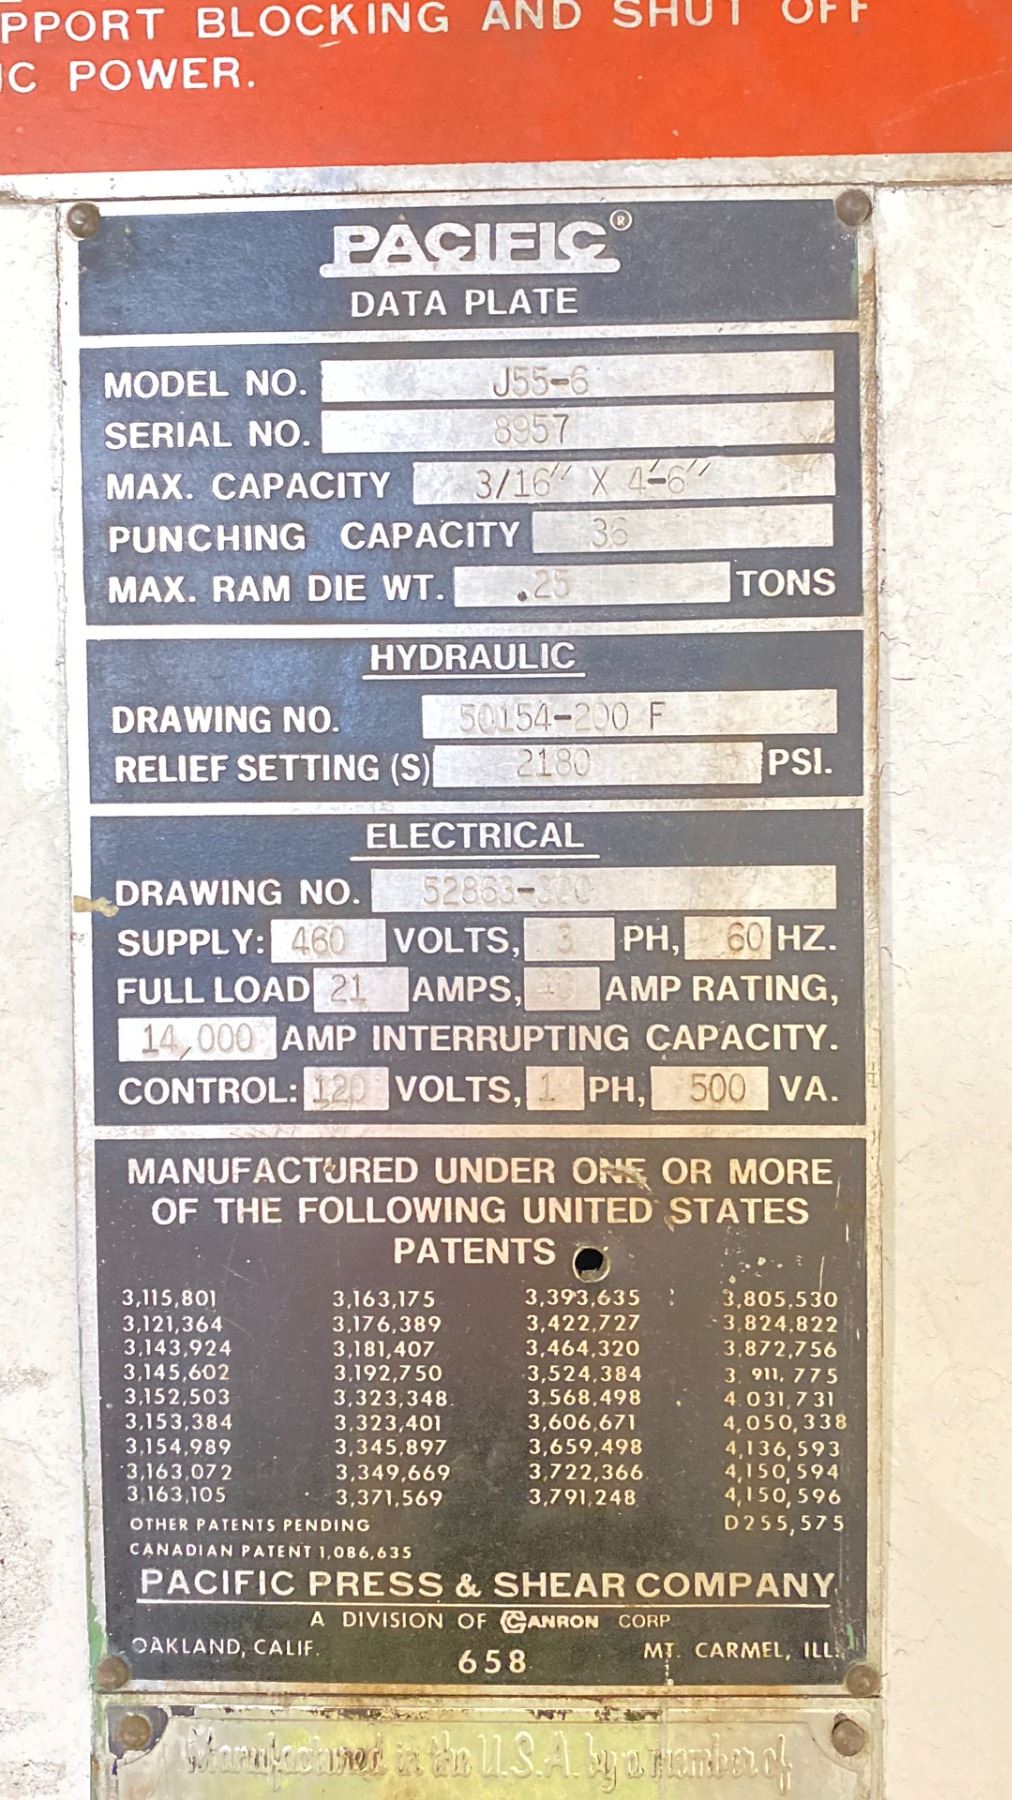 PPORT BLOCKING AND SHUT OFF
IC POWER.
PACIFIC®
DATA PLATE
MODEL NO. J55-6
SERIAL NO. 8957
MAX. CAPACITY 3/16" X 4'-6"
PUNCHING CAPACITY 36
MAX. RAM DIE WT. .25 TONS
HYDRAULIC
DRAWING NO. 50154-200 F
RELIEF SETTING (S) 2180 PSI.
ELECTRICAL
DRAWING NO. 52863-300
SUPPLY: 460 VOLTS, 3 PH, 60 HZ.
FULL LOAD 21 AMPS, AMP RATING,
14,000 AMP INTERRUPTING CAPACITY.
CONTROL: 120 VOLTS, 1 PH, 500 VA.
MANUFACTURED UNDER ONE OR MORE
OF THE FOLLOWING UNITED STATES
PATENTS
3,115,801 3,163,175 3,393,635 3,805,530
3,121,364 3,176,389 3,422,727 3,824,822
3,143,924 3,181,407 3,464,320 3,872,756
3,145,602 3,192,750 3,524,384 3,911,775
3,152,503 3,323,348 3,568,498 4,031,731
3,153,384 3,323,401 3,606,671 4,050,338
3,154,989 3,345,897 3,659,498 4,136,593
3,163,072 3,349,669 3,722,366 4,150,594
3,163,105 3,371,569 3,791,248 4,150,596
OTHER PATENTS PENDING D255,575
CANADIAN PATENT 1,086,635
PACIFIC PRESS & SHEAR COMPANY
A DIVISION OF CANRON CORP.
OAKLAND, CALIF. 658 MT. CARMEL, ILL.
Manufactured in the U.S.A. by a member of